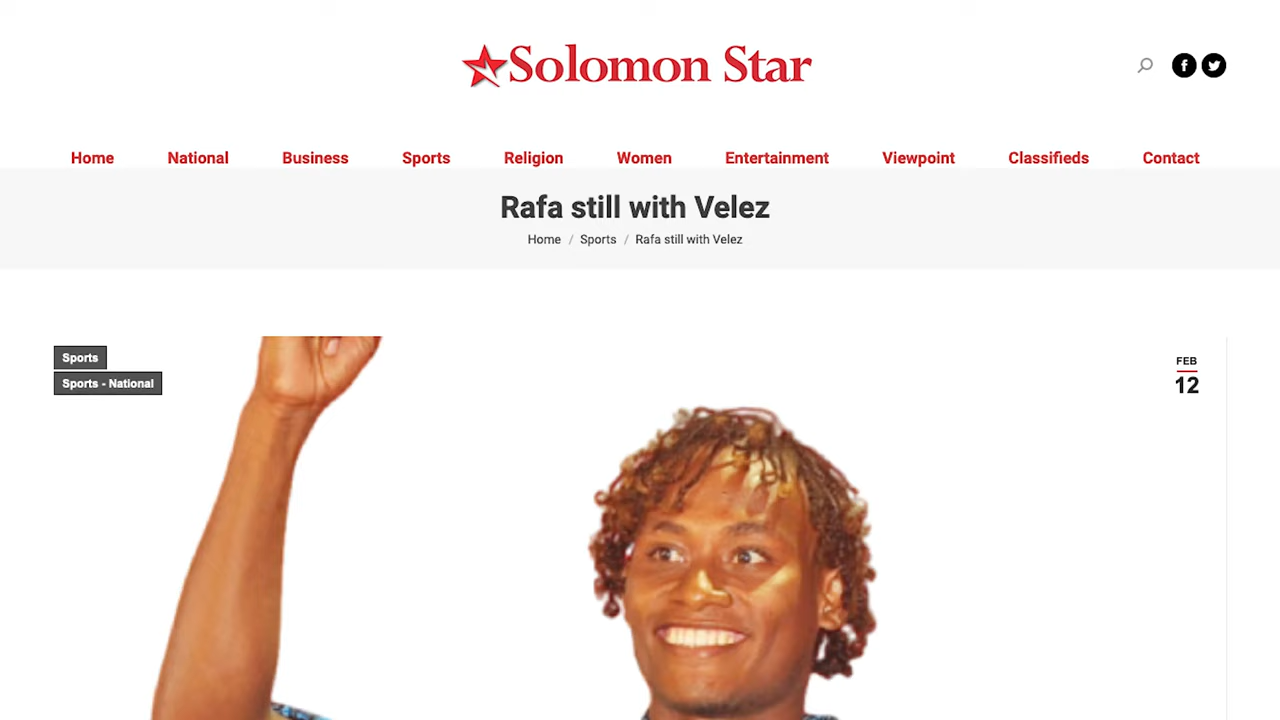 Solomon Star
Home National Business Sports Religion Women Entertainment Viewpoint Classifieds Contact
Rafa still with Velez
Home / Sports / Rafa still with Velez
Sports
Sports - National
FEB
12